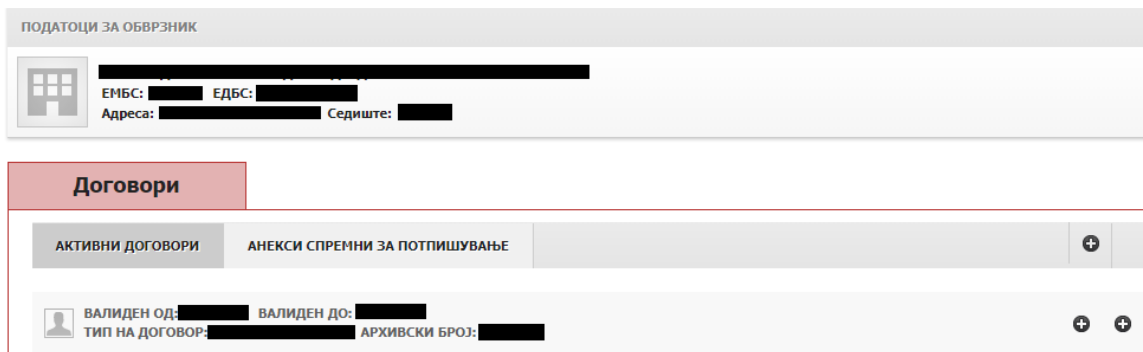 ПОДАТОЦИ ЗА ОБВРЗНИК
ЕМБС: ЕДБС:
Адреса: Седиште:
Договори
АКТИВНИ ДОГОВОРИ АНЕКСИ СПРЕМНИ ЗА ПОТПИШУВАЊЕ
ВАЛИДЕН ОД: ВАЛИДЕН ДО:
ТИП НА ДОГОВОР: АРХИВСКИ БРОЈ: